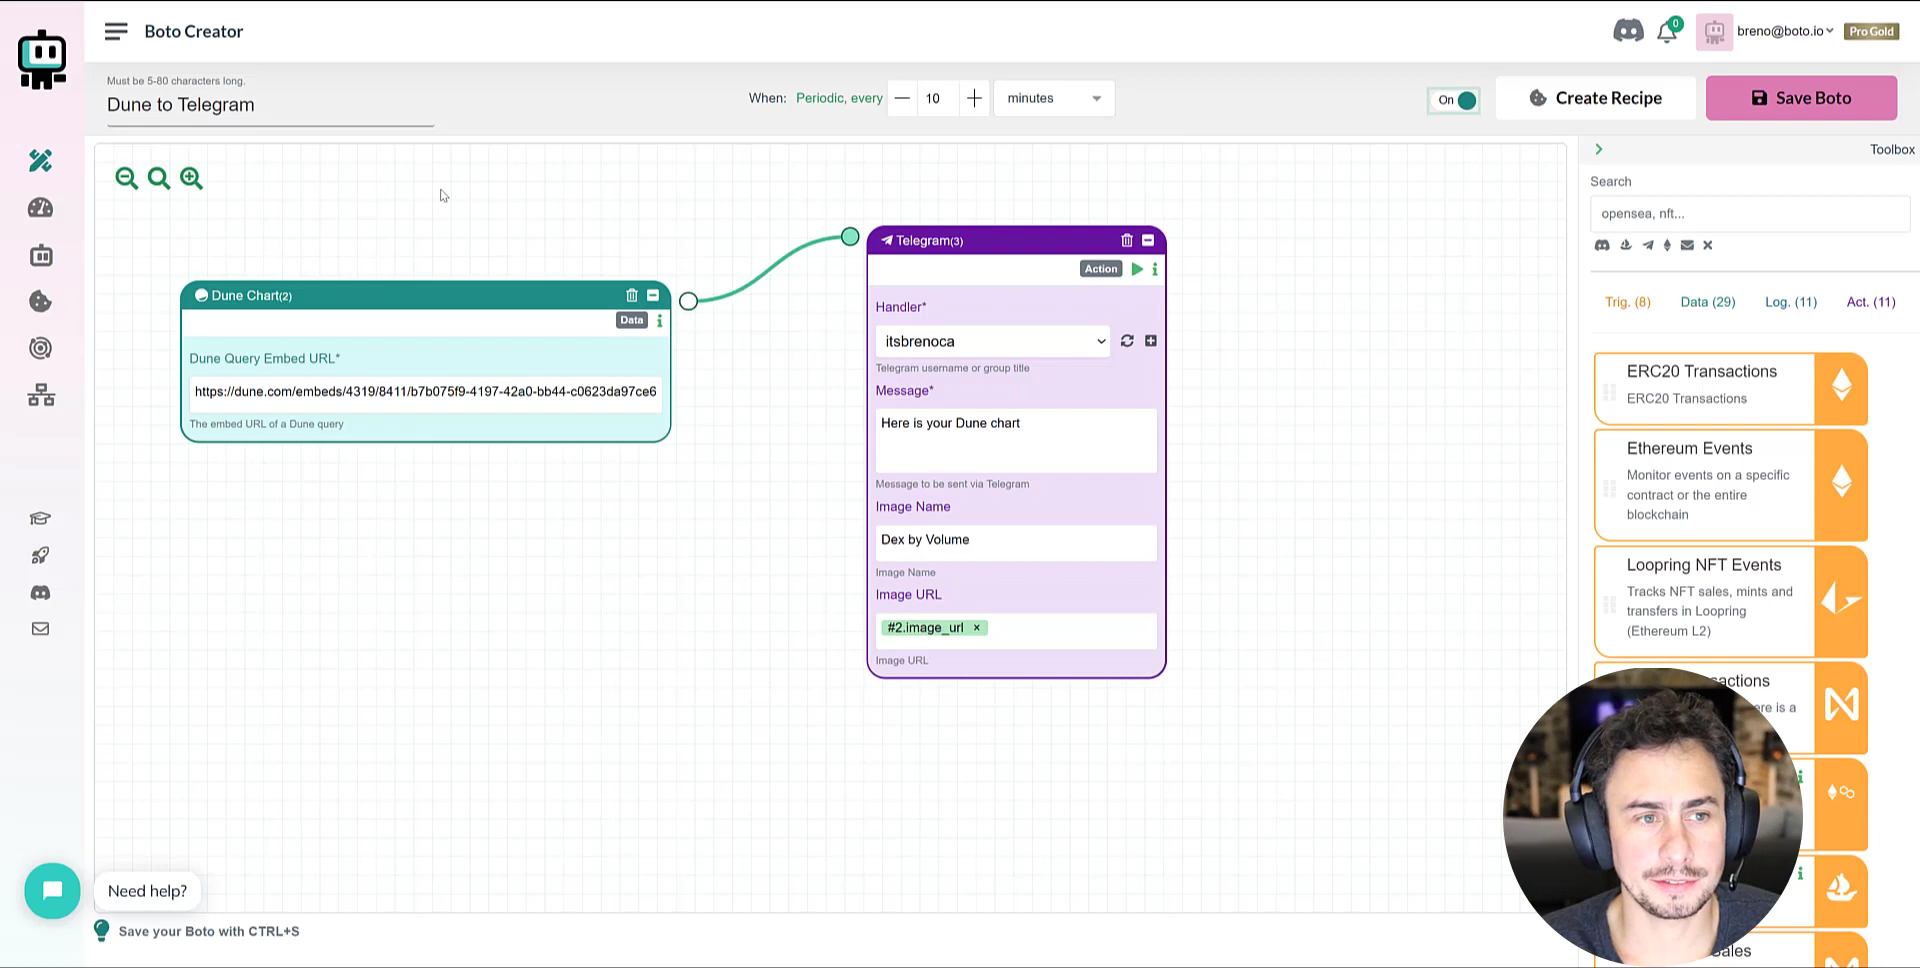 Boto Creator
0
breno@boto.io
Pro Gold
Must be 5-80 characters long.
Dune to Telegram
When: Periodic, every
10
minutes
On
Create Recipe
Save Boto
Toolbox
Search
opensea, nft...
Trig. (8)
Data (29)
Log. (11)
Act. (11)
Dune Chart(2)
Data
Dune Query Embed URL*
https://dune.com/embeds/4319/8411/b7b075f9-4197-42a0-bb44-c0623da97ce6
The embed URL of a Dune query
Telegram(3)
Action
Handler*
itsbrenoca
Telegram username or group title
Message*
Here is your Dune chart
Message to be sent via Telegram
Image Name
Dex by Volume
Image Name
Image URL
#2.image_url ×
Image URL
ERC20 Transactions
ERC20 Transactions
Ethereum Events
Monitor events on a specific
contract or the entire
blockchain
Loopring NFT Events
Tracks NFT sales, mints and
transfers in Loopring
(Ethereum L2)
sactions
ere is a
Sales
Need help?
Save your Boto with CTRL+S